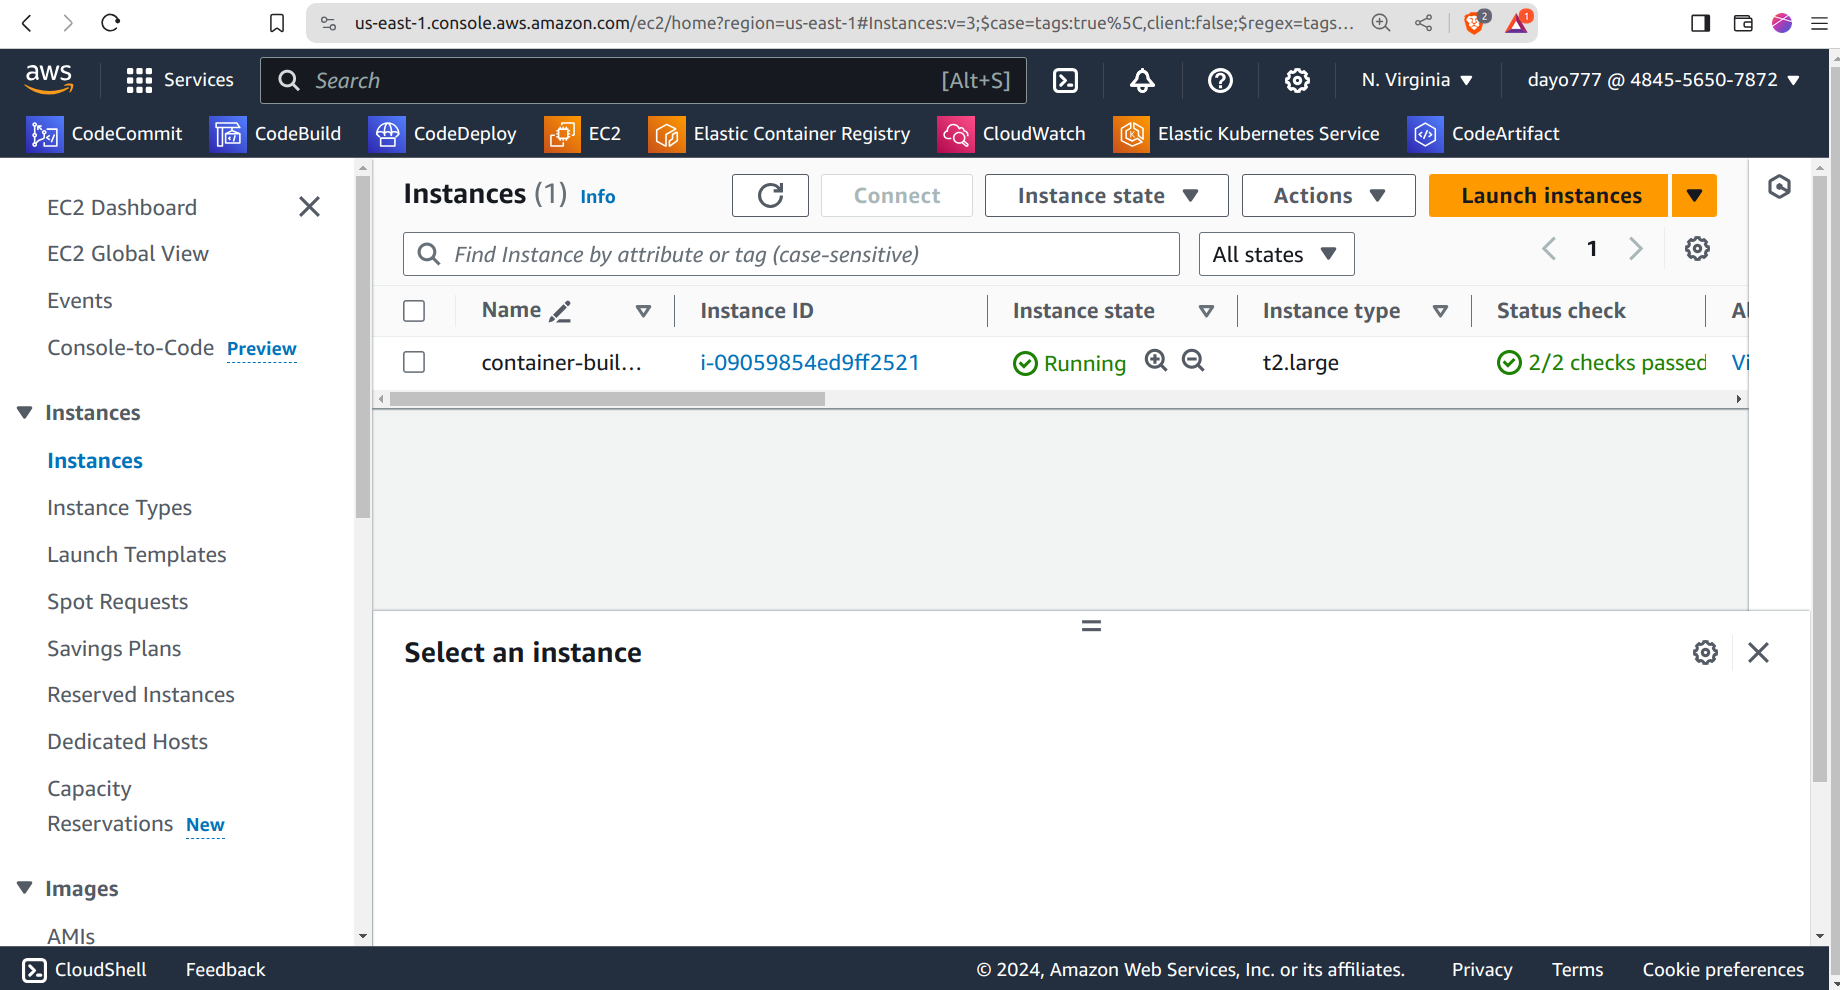 us-east-1.console.aws.amazon.com/ec2/home?region=us-east-1#Instances:v=3;$case=tags:true%5C,client:false;$regex=tags... 2 1
aws Services Search [Alt+S] N. Virginia dayo777 @ 4845-5650-7872
CodeCommit CodeBuild CodeDeploy EC2 Elastic Container Registry CloudWatch Elastic Kubernetes Service CodeArtifact
EC2 Dashboard
EC2 Global View
Events
Console-to-Code Preview
Instances
Instances
Instance Types
Launch Templates
Spot Requests
Savings Plans
Reserved Instances
Dedicated Hosts
Capacity
Reservations New
Images
AMIs
Instances (1) Info Connect Instance state Actions Launch instances
Find Instance by attribute or tag (case-sensitive) All states 1
Name Instance ID Instance state Instance type Status check Al
container-buil... i-09059854ed9ff2521 Running t2.large 2/2 checks passed Vi
Select an instance
CloudShell Feedback © 2024, Amazon Web Services, Inc. or its affiliates. Privacy Terms Cookie preferences